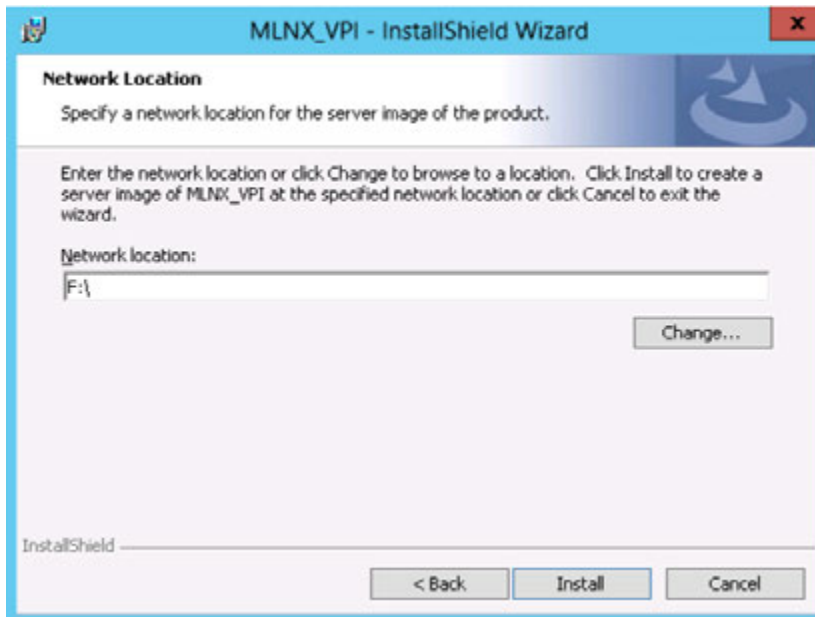 MLNX_VPI - InstallShield Wizard
x
Network Location
Specify a network location for the server image of the product.
Enter the network location or click Change to browse to a location. Click Install to create a
server image of MLNX_VPI at the specified network location or click Cancel to exit the
wizard.
Network location:
F:\
Change...
InstallShield
< Back
Install
Cancel